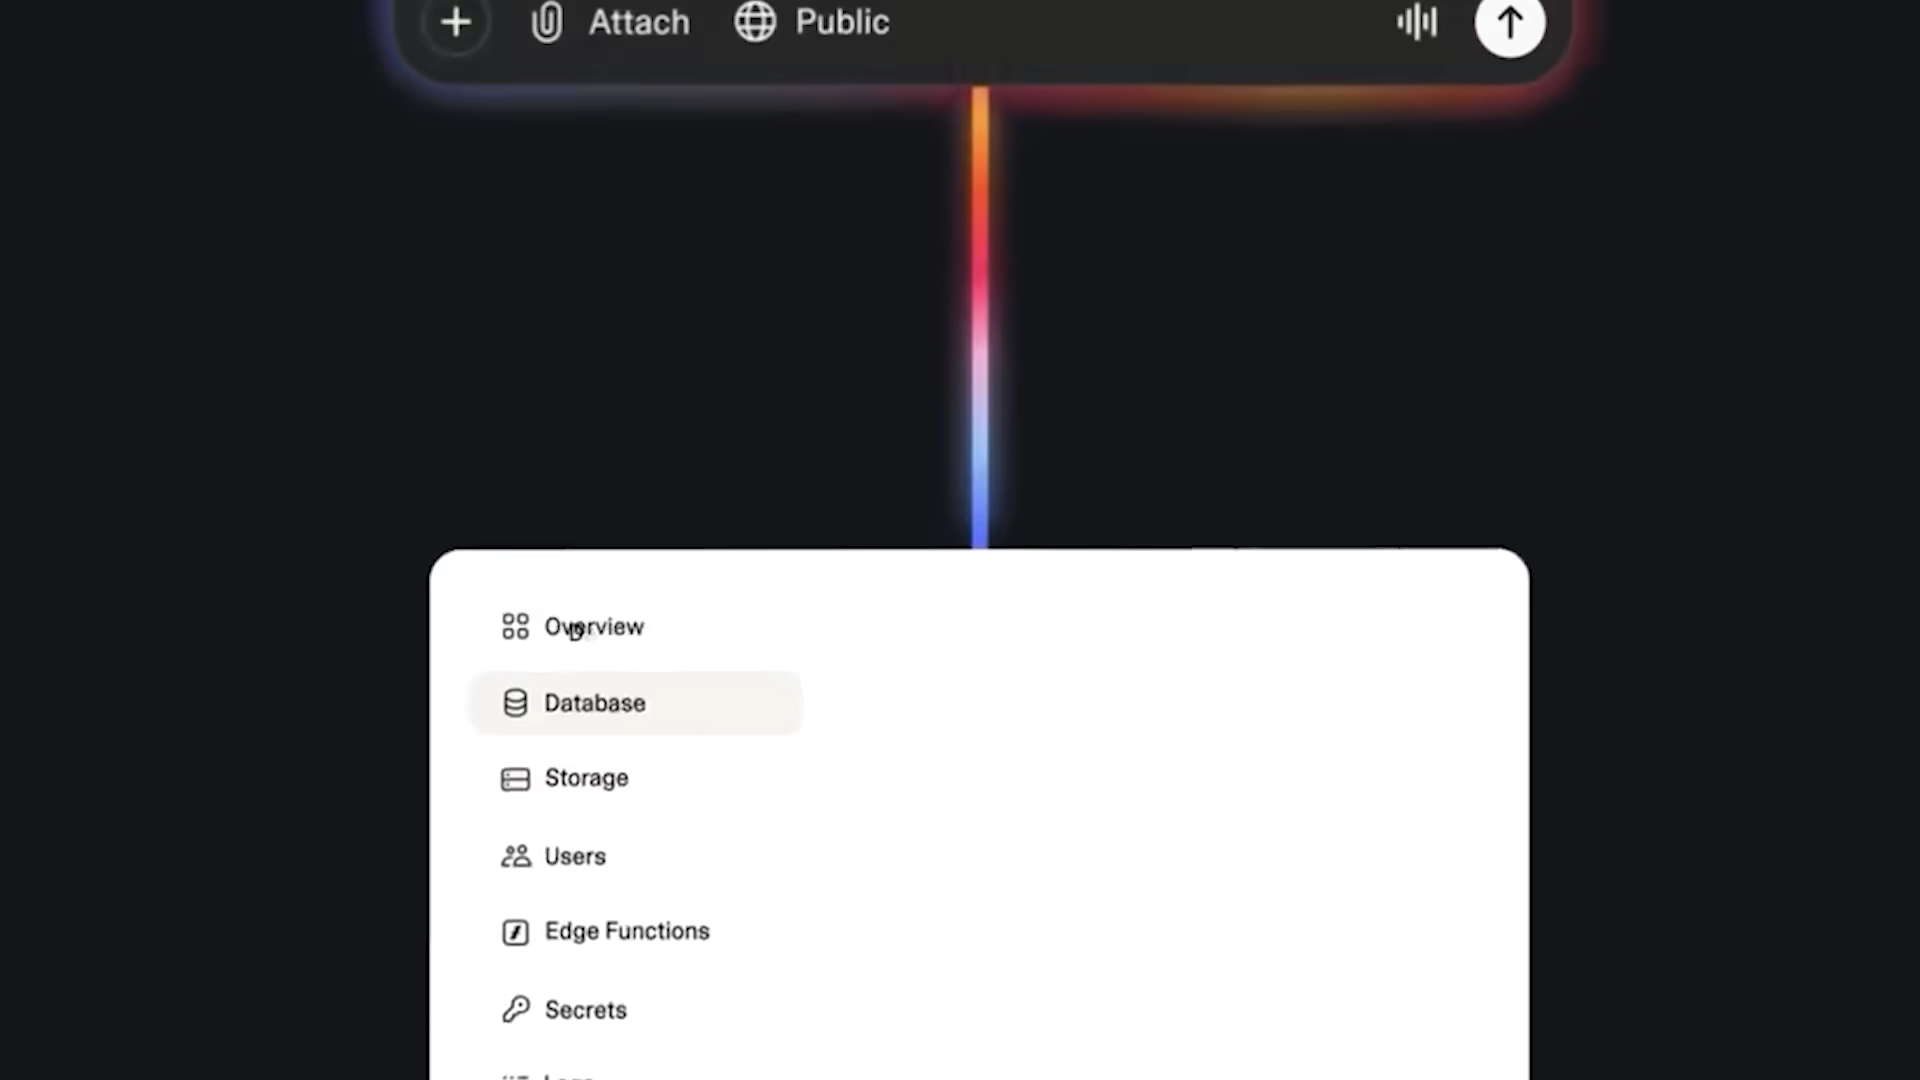 Attach Public
Overview
Database
Storage
Users
Edge Functions
Secrets